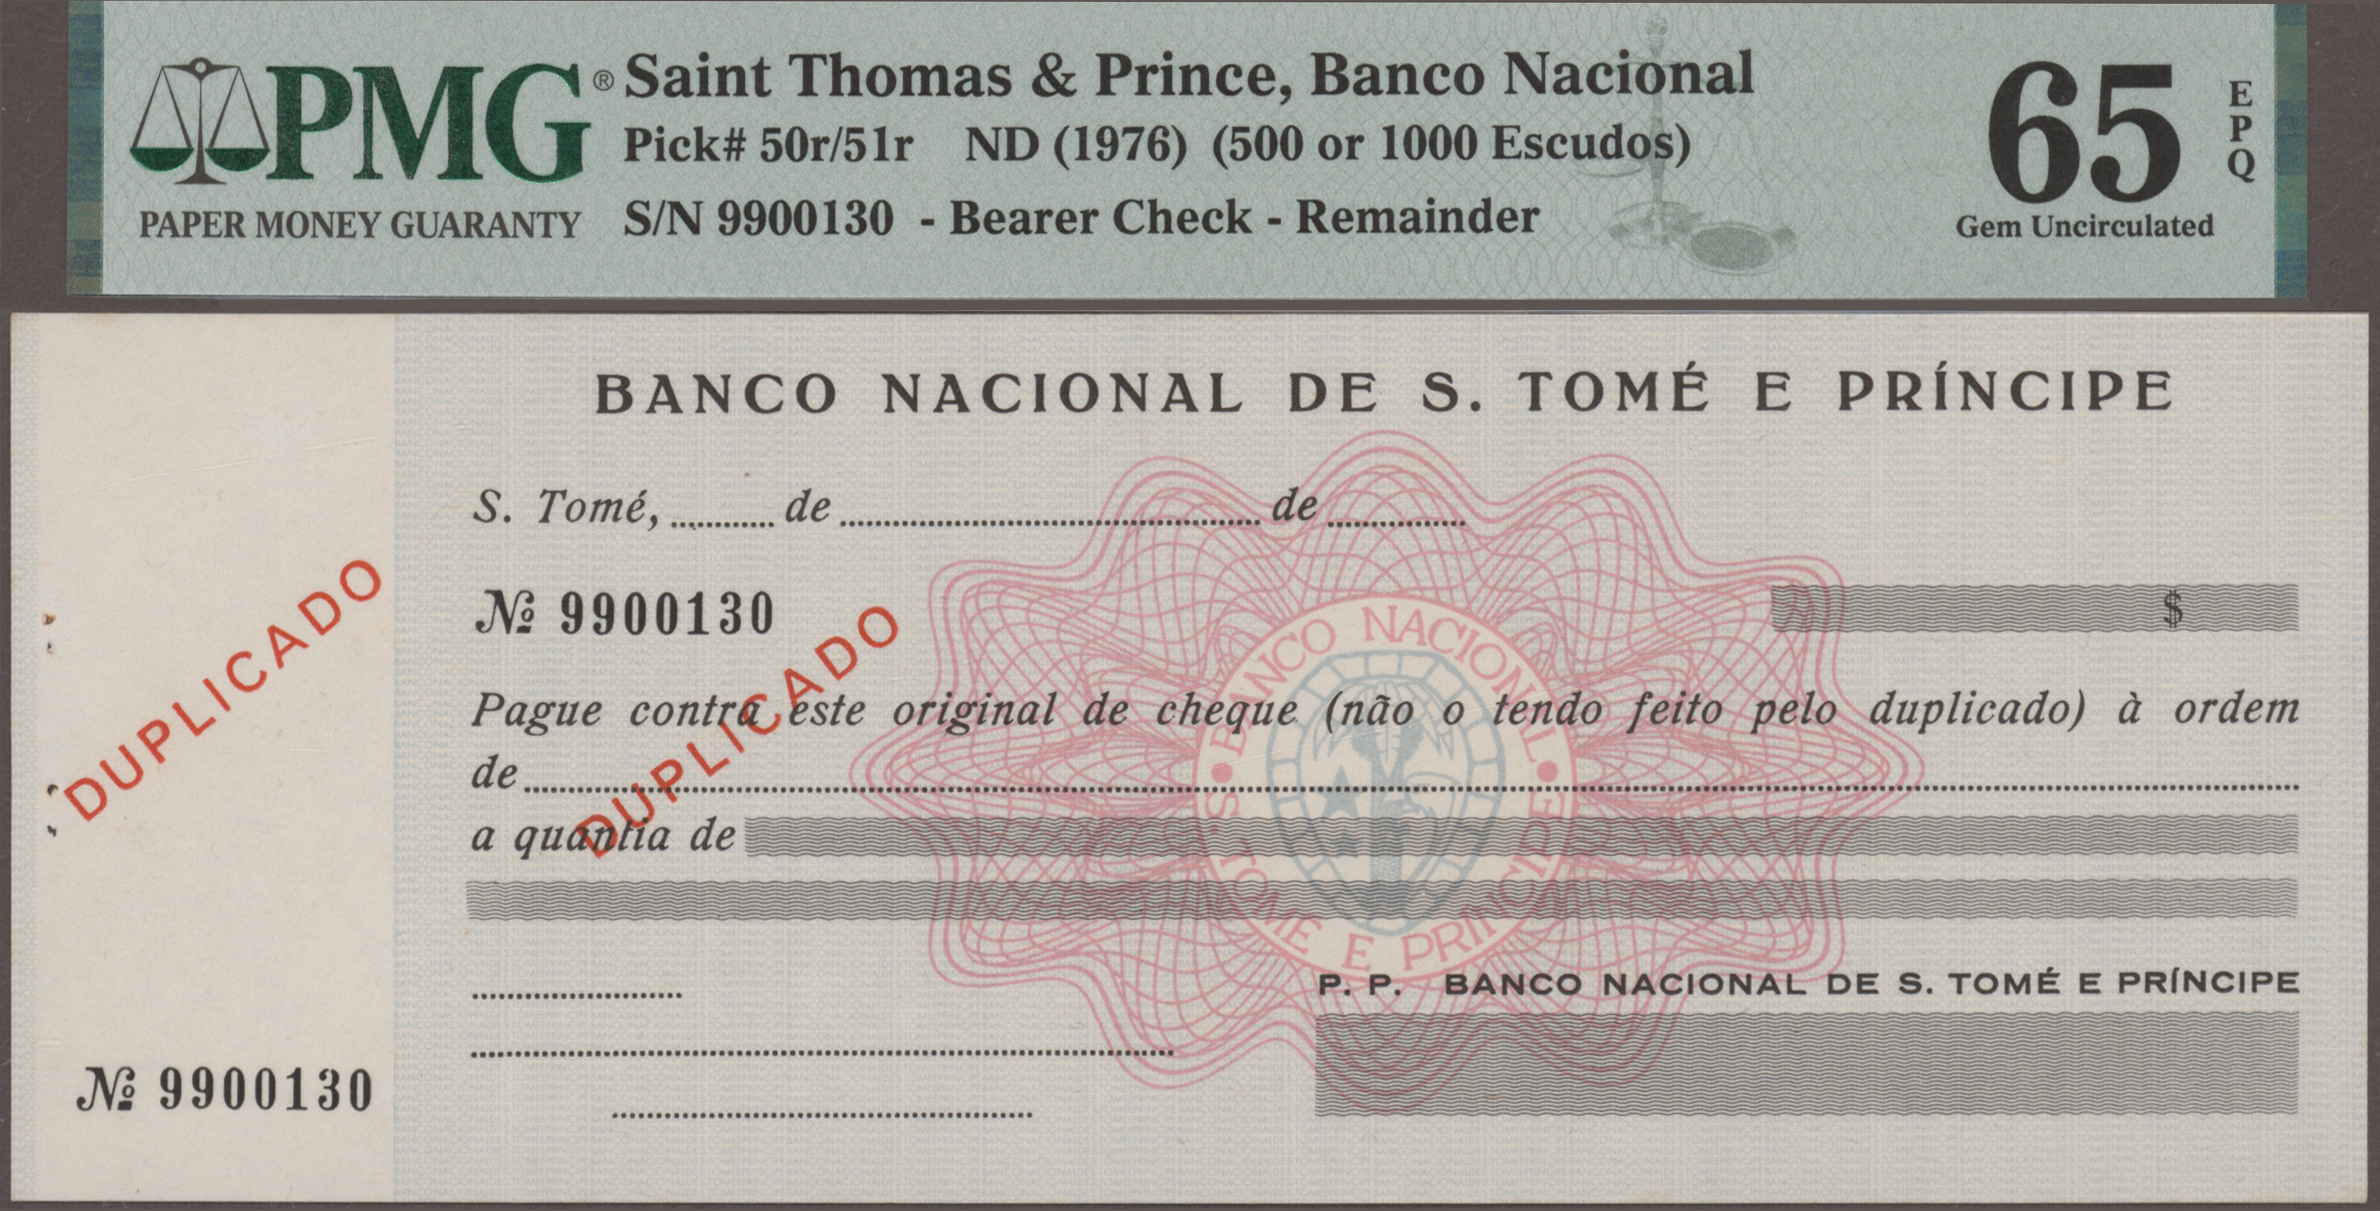 PMG®
PAPER MONEY GUARANTY
Saint Thomas & Prince, Banco Nacional
Pick# 50r/51r ND (1976) (500 or 1000 Escudos)
S/N 9900130 - Bearer Check - Remainder
65
EPQ
Gem Uncirculated
BANCO NACIONAL DE S. TOMÉ E PRÍNCIPE
S. Tomé, .......... de .......................................... de ..............
№ 9900130
$
DUPLICADO
DUPLICADO
Pague contra este original de cheque (não o tendo feito pelo duplicado) à ordem
de ..........
a quantia de
BANCO NACIONAL
S. TOMÉ E PRÍNCIPE
P. P. BANCO NACIONAL DE S. TOMÉ E PRÍNCIPE
№ 9900130